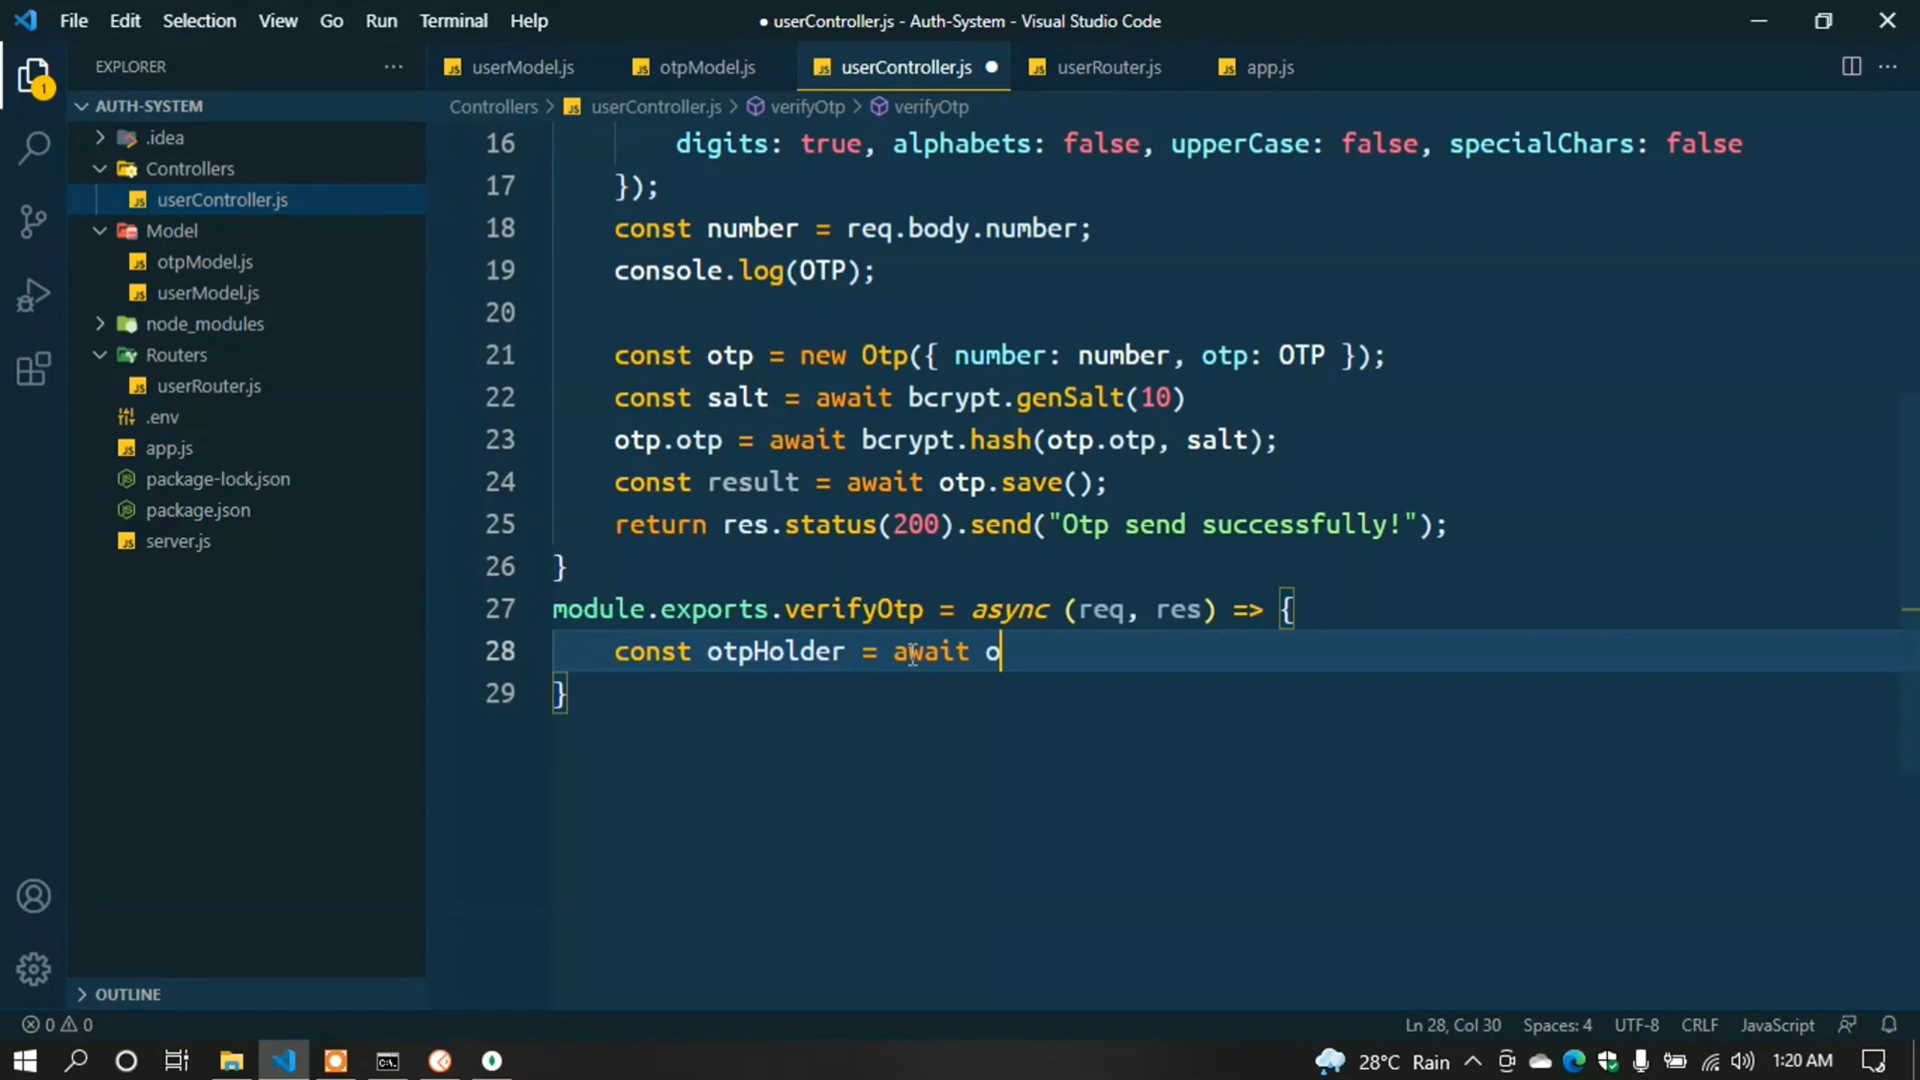 File Edit Selection View Go Run Terminal Help
● userController.js - Auth-System - Visual Studio Code
EXPLORER
AUTH-SYSTEM
.idea
Controllers
userController.js
Model
otpModel.js
userModel.js
node_modules
Routers
userRouter.js
.env
app.js
package-lock.json
package.json
server.js
OUTLINE
1
userModel.js otpModel.js userController.js ● userRouter.js app.js
Controllers > userController.js > verifyOtp > verifyOtp
16 digits: true, alphabets: false, upperCase: false, specialChars: false
17 });
18 const number = req.body.number;
19 console.log(OTP);
20
21 const otp = new Otp({ number: number, otp: OTP });
22 const salt = await bcrypt.genSalt(10)
23 otp.otp = await bcrypt.hash(otp.otp, salt);
24 const result = await otp.save();
25 return res.status(200).send("Otp send successfully!");
26 }
27 module.exports.verifyOtp = async (req, res) => {
28 const otpHolder = await o
29 }
0 0 Ln 28, Col 30 Spaces: 4 UTF-8 CRLF JavaScript
28°C Rain 1:20 AM